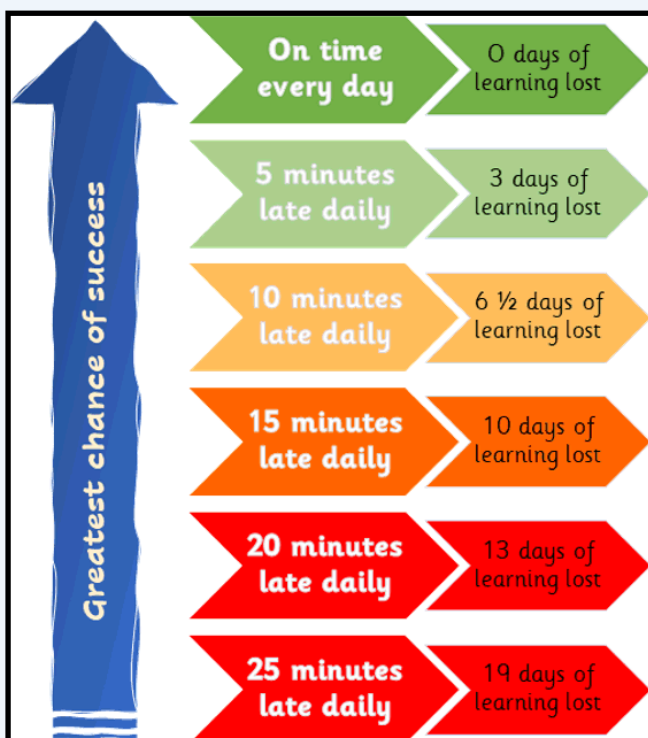 Greatest chance of success
On time
every day
0 days of
learning lost
5 minutes
late daily
3 days of
learning lost
10 minutes
late daily
6 ½ days of
learning lost
15 minutes
late daily
10 days of
learning lost
20 minutes
late daily
13 days of
learning lost
25 minutes
late daily
19 days of
learning lost